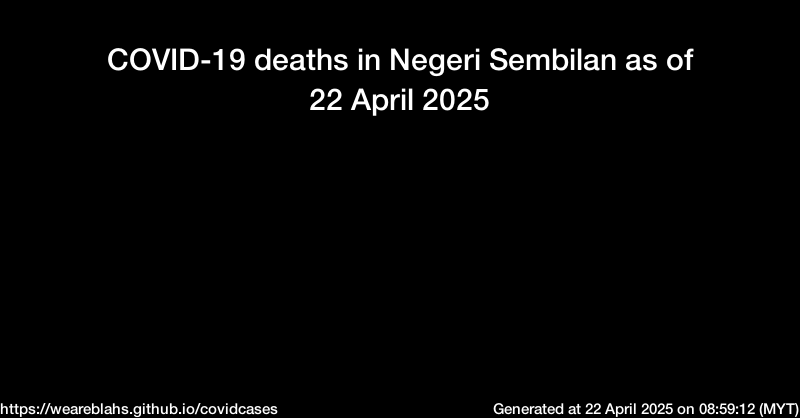 COVID-19 deaths in Negeri Sembilan as of
22 April 2025
https://weareblahs.github.io/covidcases
Generated at 22 April 2025 on 08:59:12 (MYT)